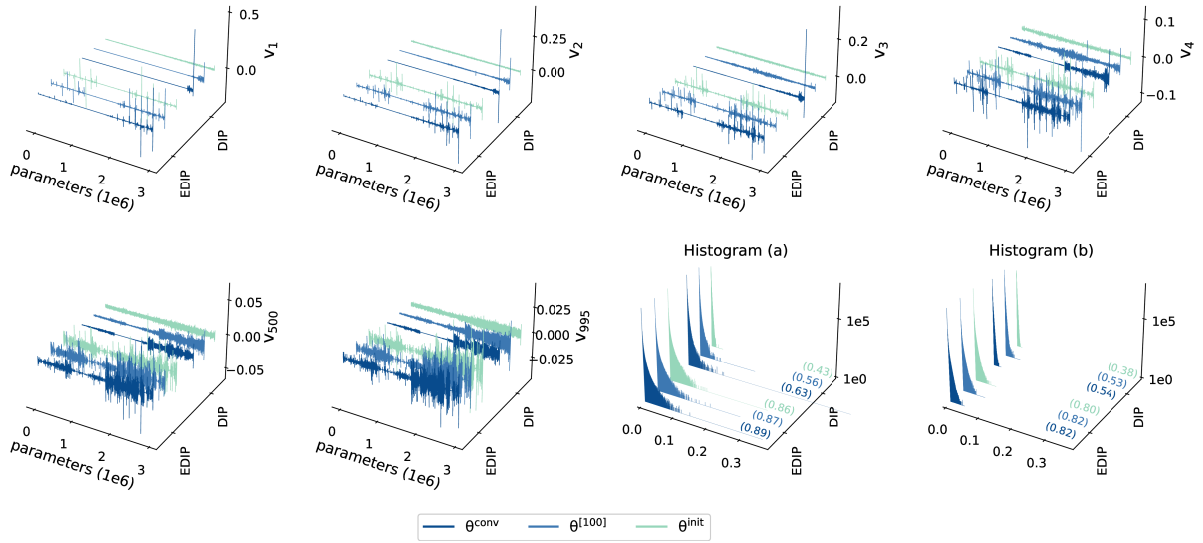 0.5
0.0
v1
0
1
2
3
parameters (1e6)
EDIP
DIP
0.25
0.00
v2
0
1
2
3
parameters (1e6)
EDIP
DIP
0.2
0.0
v3
0
1
2
3
parameters (1e6)
EDIP
DIP
0.1
0.0
−0.1
v4
0
1
2
3
parameters (1e6)
EDIP
DIP
0.05
0.00
−0.05
v500
0
1
2
3
parameters (1e6)
EDIP
DIP
0.025
0.000
−0.025
v995
0
1
2
3
parameters (1e6)
EDIP
DIP
Histogram (a)
1e5
1e0
(0.43)
(0.56)
(0.63)
(0.86)
(0.87)
(0.89)
0.0
0.1
0.2
0.3
EDIP
DIP
Histogram (b)
1e5
1e0
(0.38)
(0.53)
(0.54)
(0.80)
(0.82)
(0.82)
0.0
0.1
0.2
0.3
EDIP
DIP
θconv θ[100] θinit